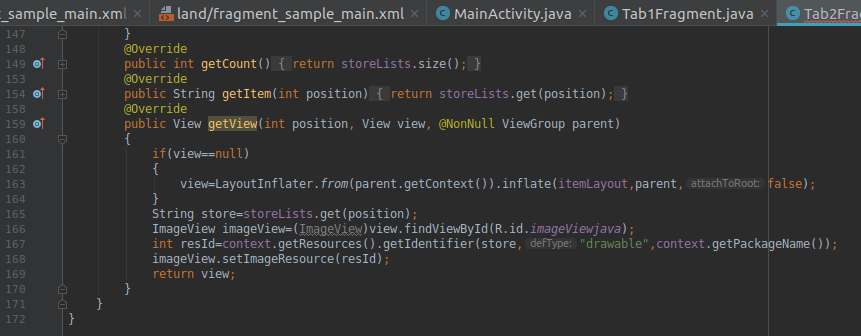 t_sample_main.xml land/fragment_sample_main.xml MainActivity.java Tab1Fragment.java Tab2Frag
147 }
148 @Override
149 public int getCount() { return storeLists.size(); }
153 @Override
154 public String getItem(int position) { return storeLists.get(position); }
158 @Override
159 public View getView(int position, View view, @NonNull ViewGroup parent)
160 {
161 if(view==null)
162 {
163 view=LayoutInflater.from(parent.getContext()).inflate(itemLayout,parent, attachToRoot: false);
164 }
165 String store=storeLists.get(position);
166 ImageView imageView=(ImageView)view.findViewById(R.id.imageViewjava);
167 int resId=context.getResources().getIdentifier(store, defType: "drawable",context.getPackageName());
168 imageView.setImageResource(resId);
169 return view;
170 }
171 }
172 }